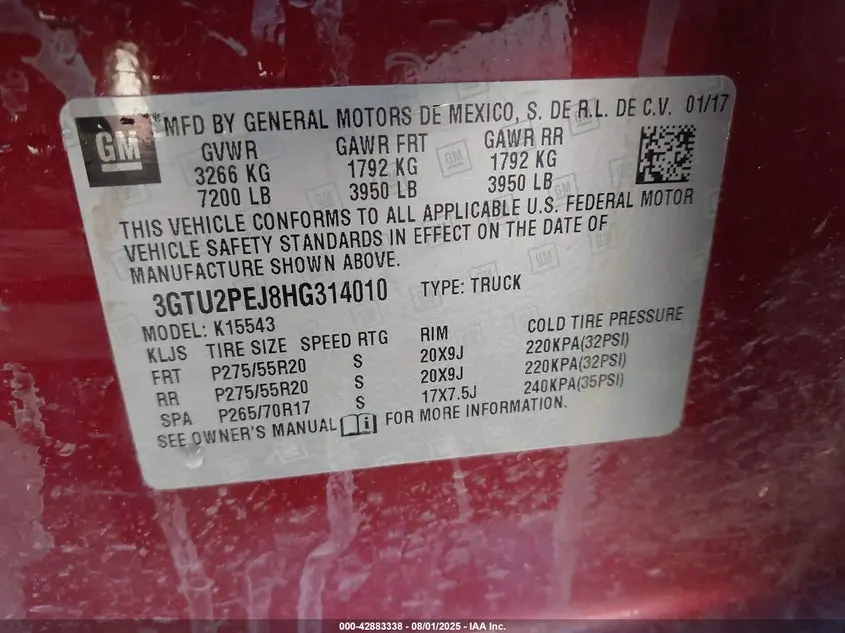 GM
MFD BY GENERAL MOTORS DE MEXICO, S. DE R.L. DE C.V. 01/17
GVWR GAWR FRT GAWR RR
3266 KG 1792 KG 1792 KG
7200 LB 3950 LB 3950 LB
THIS VEHICLE CONFORMS TO ALL APPLICABLE U.S. FEDERAL MOTOR
VEHICLE SAFETY STANDARDS IN EFFECT ON THE DATE OF
MANUFACTURE SHOWN ABOVE.
3GTU2PEJ8HG314010 TYPE: TRUCK
MODEL: K15543
KLJS TIRE SIZE SPEED RTG RIM COLD TIRE PRESSURE
FRT P275/55R20 S 20X9J 220KPA(32PSI)
RR P275/55R20 S 20X9J 220KPA(32PSI)
SPA P265/70R17 S 17X7.5J 240KPA(35PSI)
SEE OWNER'S MANUAL i FOR MORE INFORMATION.
000-42883338 - 08/01/2025 - IAA Inc.